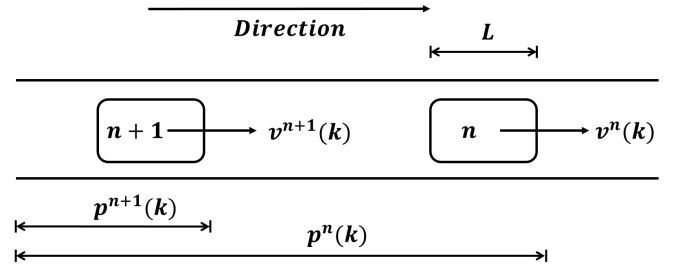 Direction
L
n + 1
v^{n+1}(k)
n
v^n(k)
p^{n+1}(k)
p^n(k)